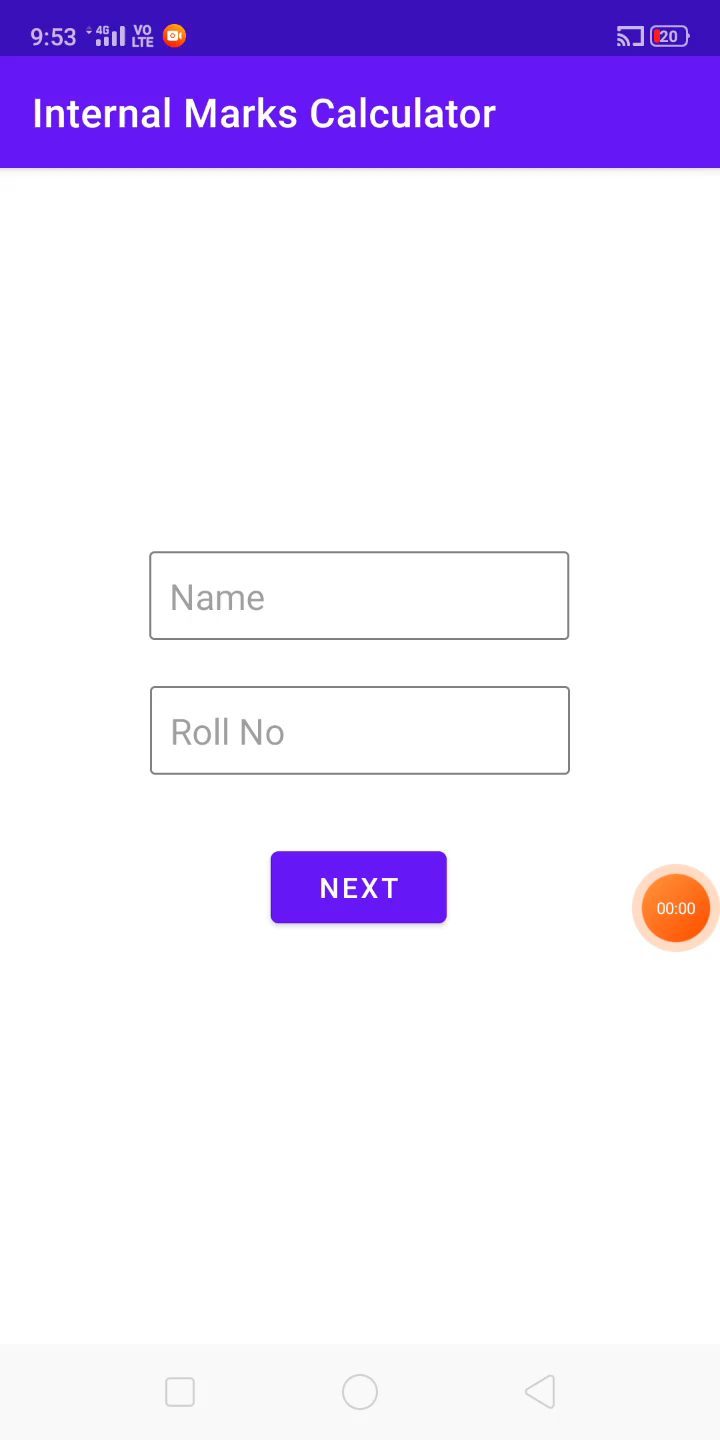 9:53 4G VO LTE 20
Internal Marks Calculator
Name
Roll No
NEXT
00:00